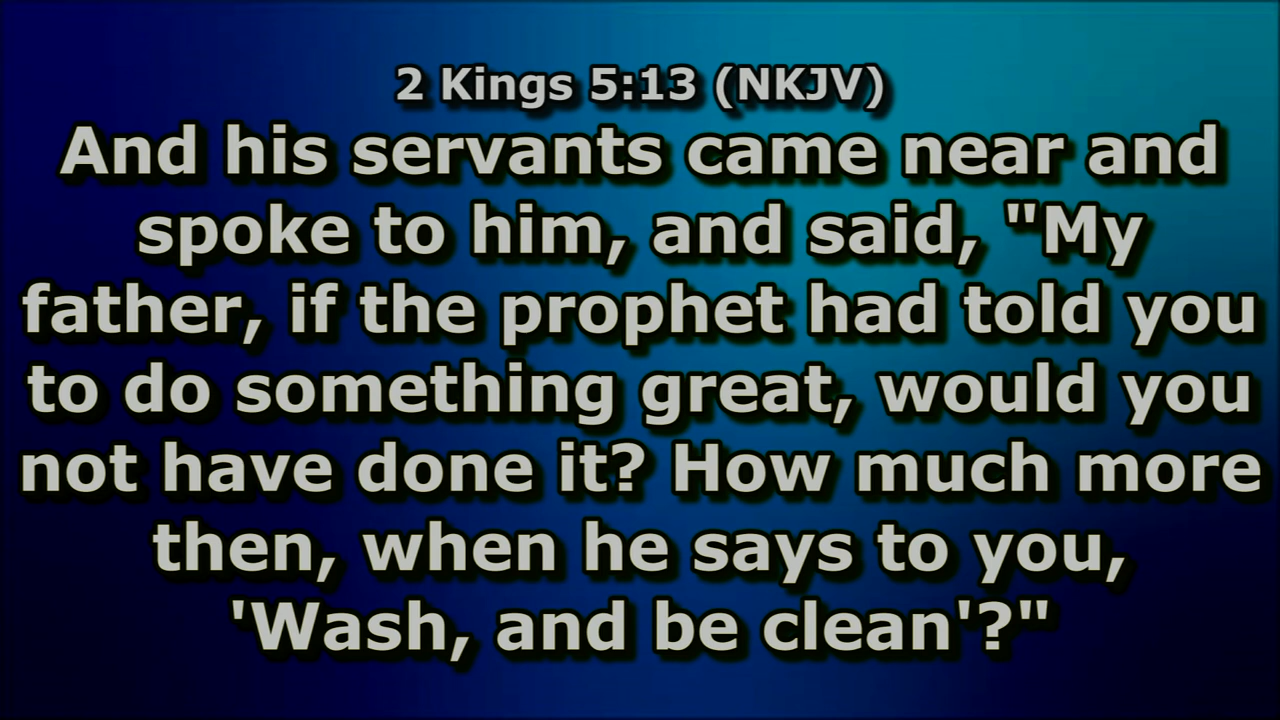 2 Kings 5:13 (NKJV)
And his servants came near and
spoke to him, and said, "My
father, if the prophet had told you
to do something great, would you
not have done it? How much more
then, when he says to you,
'Wash, and be clean'?"